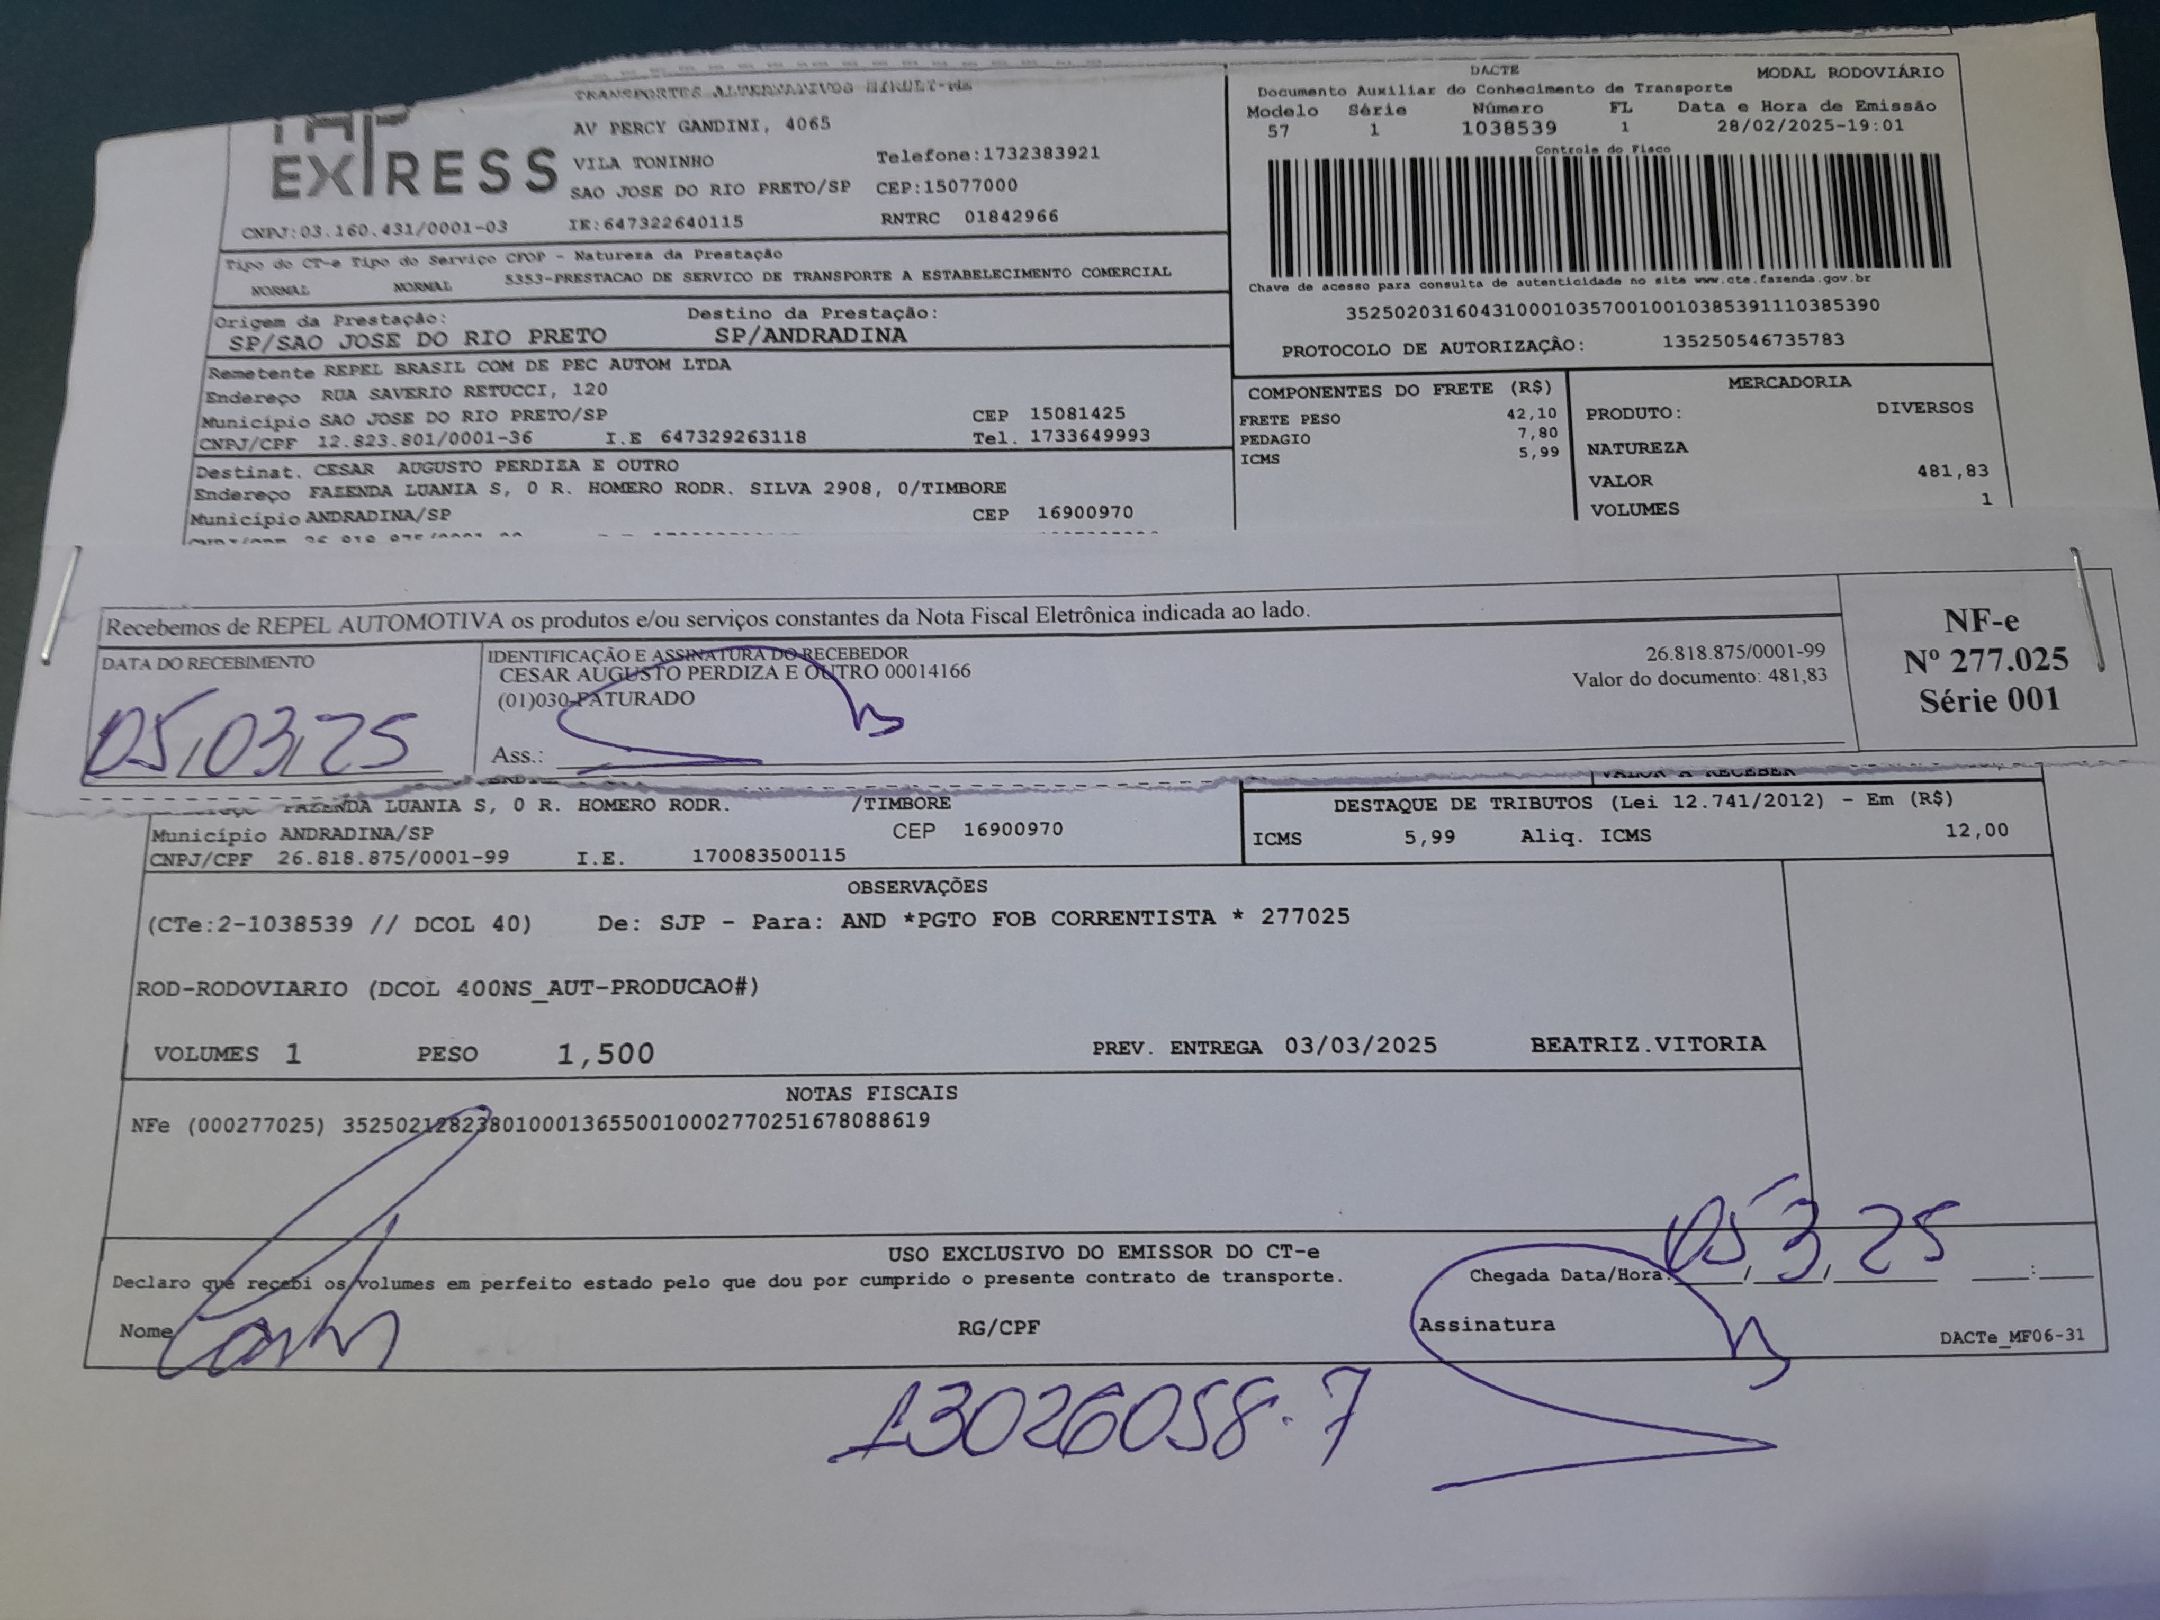 EXPRESS
TRANSPORTES ALTERNATIVOS
AV PERCY GANDINI, 4065
VILA TONINHO Telefone:1732383921
SAO JOSE DO RIO PRETO/SP CEP:15077000
CNPJ:03.160.431/0001-03 IE:647322640115 RNTRC 01842966
DACTE MODAL RODOVIÁRIO
Documento Auxiliar do Conhecimento de Transporte
Modelo Série Número FL Data e Hora de Emissão
57 1 1038539 1 28/02/2025-19:01
Controle do Fisco
Chave de acesso para consulta de autenticidade no site www.cte.fazenda.gov.br
35250203160431000103570010010385391110385390
PROTOCOLO DE AUTORIZAÇÃO: 135250546735783
Tipo do CT-e Tipo do Serviço CFOP - Natureza da Prestação
NORMAL NORMAL 5353-PRESTACAO DE SERVICO DE TRANSPORTE A ESTABELECIMENTO COMERCIAL
Origem da Prestação: Destino da Prestação:
SP/SAO JOSE DO RIO PRETO SP/ANDRADINA
Remetente REPEL BRASIL COM DE PEC AUTOM LTDA
Endereço RUA SAVERIO RETUCCI, 120
Município SAO JOSE DO RIO PRETO/SP CEP 15081425
CNPJ/CPF 12.823.801/0001-36 I.E 647329263118 Tel. 1733649993
Destinat. CESAR AUGUSTO PERDIZA E OUTRO
Endereço FAZENDA LUANIA S, 0 R. HOMERO RODR. SILVA 2908, 0/TIMBORE
Município ANDRADINA/SP CEP 16900970
COMPONENTES DO FRETE (R$)
FRETE PESO 42,10
PEDAGIO 7,80
ICMS 5,99
MERCADORIA
PRODUTO: DIVERSOS
NATUREZA
VALOR 481,83
VOLUMES 1
Recebemos de REPEL AUTOMOTIVA os produtos e/ou serviços constantes da Nota Fiscal Eletrônica indicada ao lado.
DATA DO RECEBIMENTO
05,03,25
IDENTIFICAÇÃO E ASSINATURA DO RECEBEDOR
CESAR AUGUSTO PERDIZA E OUTRO 00014166
(01)030-FATURADO
Ass.:
26.818.875/0001-99
Valor do documento: 481,83
NF-e
Nº 277.025
Série 001
VALOR A RECEBER
FAZENDA LUANIA S, 0 R. HOMERO RODR. /TIMBORE
Município ANDRADINA/SP CEP 16900970
CNPJ/CPF 26.818.875/0001-99 I.E. 170083500115
DESTAQUE DE TRIBUTOS (Lei 12.741/2012) - Em (R$)
ICMS 5,99 Aliq. ICMS 12,00
OBSERVAÇÕES
(CTe:2-1038539 // DCOL 40) De: SJP - Para: AND *PGTO FOB CORRENTISTA * 277025
ROD-RODOVIARIO (DCOL 400NS_AUT-PRODUCAO#)
VOLUMES 1 PESO 1,500 PREV. ENTREGA 03/03/2025 BEATRIZ.VITORIA
NOTAS FISCAIS
NFe (000277025) 35250212823801000136550010002770251678088619
USO EXCLUSIVO DO EMISSOR DO CT-e
05,3,25
Declaro que recebi os volumes em perfeito estado pelo que dou por cumprido o presente contrato de transporte. Chegada Data/Hora:
Nome RG/CPF Assinatura DACTe_MF06-31
13026058.7